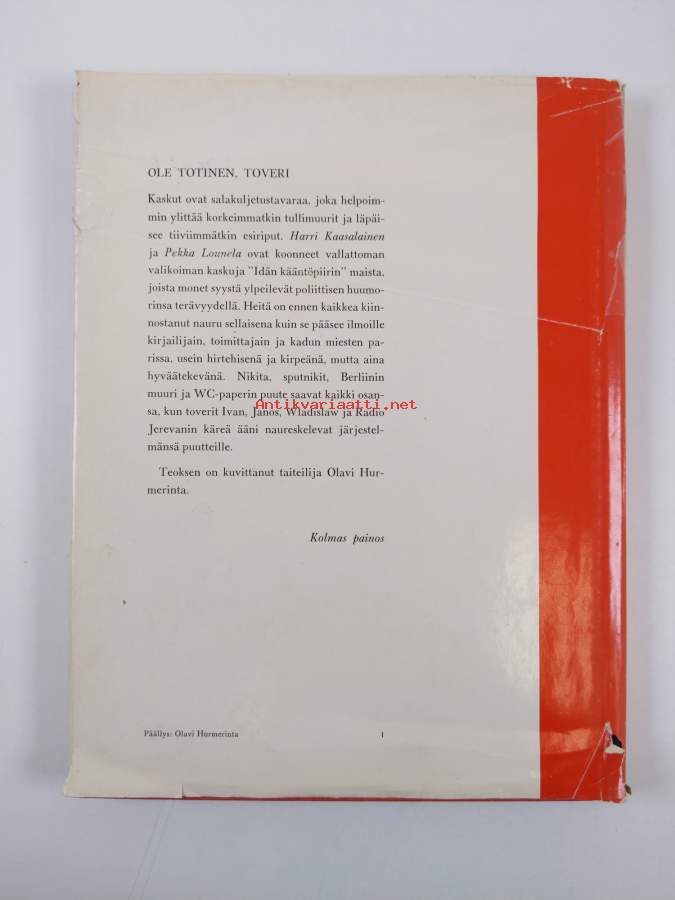 OLE TOTINEN, TOVERI
Kaskut ovat salakuljetustavaraa, joka helpoim-
min ylittää korkeimmatkin tullimuurit ja läpäi-
see tiiviimmätkin esiriput. Harri Kaasalainen
ja Pekka Lounela ovat koonneet vallattoman
valikoiman kaskuja "Idän kääntöpiirin" maista,
joista monet syystä ylpeilevät poliittisen huumo-
rinsa terävyydellä. Heitä on ennen kaikkea kiin-
nostanut nauru sellaisena kuin se pääsee ilmoille
kirjailijain, toimittajain ja kadun miesten pa-
rissa, usein hirtehisenä ja kirpeänä, mutta aina
hyväätekevänä. Nikita, sputnikit, Berliinin
muuri ja WC-paperin puute saavat kaikki osan-
Antikvariaatti.net
sa, kun toverit Ivan, Janos, Wladislaw ja Radio
Jerevanin käreä ääni naureskelevat järjestel-
mänsä puutteille.
Teoksen on kuvittanut taiteilija Olavi Hur-
merinta.
Kolmas painos
Päällys: Olavi Hurmerinta
1